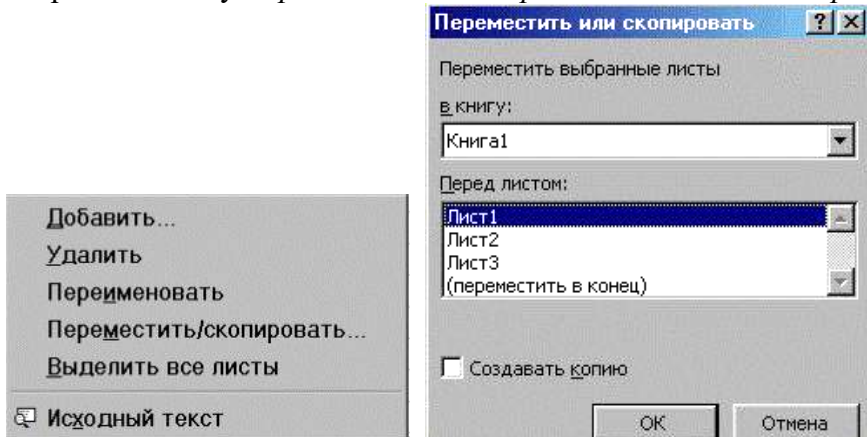 Переместить или скопировать
Переместить выбранные листы
в книгу:
Книга1
Перед листом:
Лист1
Лист2
Лист3
(переместить в конец)
Создавать копию
ОК
Отмена
Добавить...
Удалить
Переименовать
Переместить/скопировать...
Выделить все листы
Исходный текст